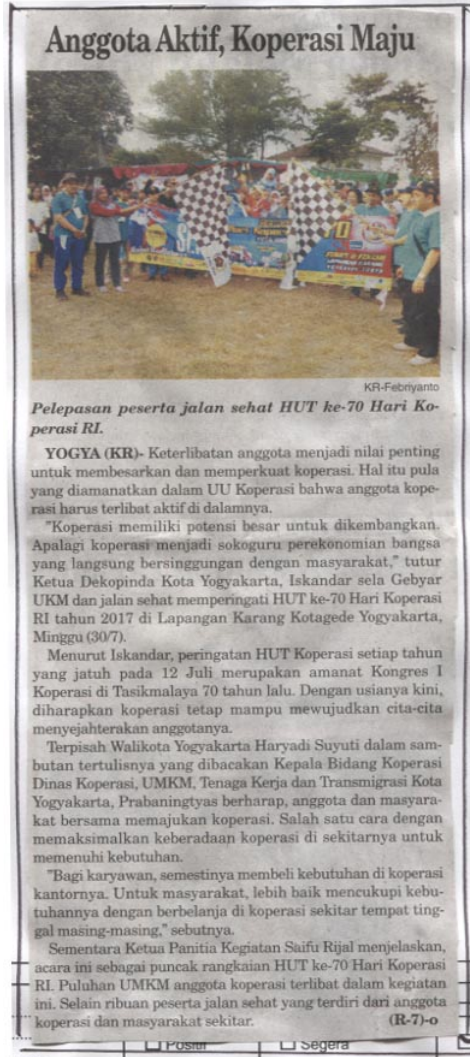 Anggota Aktif, Koperasi Maju
KR-Febriyanto
Pelepasan peserta jalan sehat HUT ke-70 Hari Ko-
perasi RI.
YOGYA (KR)- Keterlibatan anggota menjadi nilai penting
untuk membesarkan dan memperkuat koperasi. Hal itu pula
yang diamanatkan dalam UU Koperasi bahwa anggota kope-
rasi harus terlibat aktif di dalamnya.
"Koperasi memiliki potensi besar untuk dikembangkan.
Apalagi koperasi menjadi sokoguru perekonomian bangsa
yang langsung bersinggungan dengan masyarakat," tutur
Ketua Dekopinda Kota Yogyakarta, Iskandar sela Gebyar
UKM dan jalan sehat memperingati HUT ke-70 Hari Koperasi
RI tahun 2017 di Lapangan Karang Kotagede Yogyakarta,
Minggu (30/7).
Menurut Iskandar, peringatan HUT Koperasi setiap tahun
yang jatuh pada 12 Juli merupakan amanat Kongres I
Koperasi di Tasikmalaya 70 tahun lalu. Dengan usianya kini,
diharapkan koperasi tetap mampu mewujudkan cita-cita
menyejahterakan anggotanya.
Terpisah Walikota Yogyakarta Haryadi Suyuti dalam sam-
butan tertulisnya yang dibacakan Kepala Bidang Koperasi
Dinas Koperasi, UMKM, Tenaga Kerja dan Transmigrasi Kota
Yogyakarta, Prabaningtyas berharap, anggota dan masyara-
kat bersama memajukan koperasi. Salah satu cara dengan
memaksimalkan keberadaan koperasi di sekitarnya untuk
memenuhi kebutuhan.
"Bagi karyawan, semestinya membeli kebutuhan di koperasi
kantornya. Untuk masyarakat, lebih baik mencukupi kebu-
tuhannya dengan berbelanja di koperasi sekitar tempat ting-
gal masing-masing," sebutnya.
Sementara Ketua Panitia Kegiatan Saifu Rijal menjelaskan,
acara ini sebagai puncak rangkaian HUT ke-70 Hari Koperasi
RI. Puluhan UMKM anggota koperasi terlibat dalam kegiatan
ini. Selain ribuan peserta jalan sehat yang terdiri dari anggota
koperasi dan masyarakat sekitar. (R-7)-o
Positif Segera